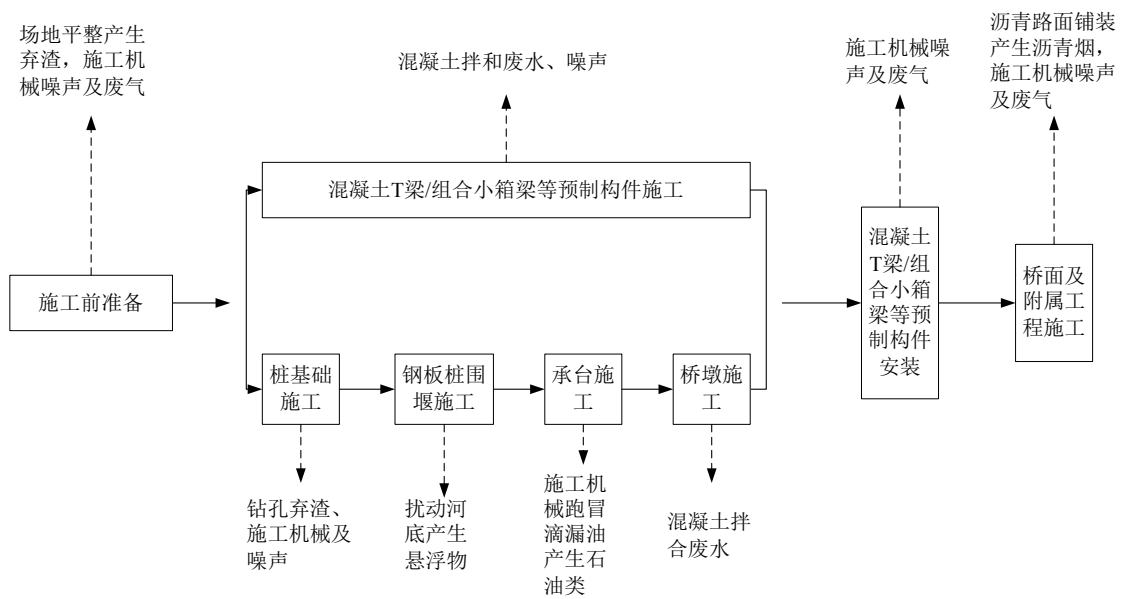 场地平整产生
弃渣，施工机
械噪声及废气
混凝土拌和废水、噪声
施工机械噪
声及废气
沥青路面铺装
产生沥青烟，
施工机械噪声
及废气
混凝土T梁/组合小箱梁等预制构件施工
施工前准备
混凝土
T梁/组
合小箱
梁等预
制构件
安装
桥面及
附属工
程施工
桩基础
施工
钢板桩围
堰施工
承台施
工
桥墩施
工
钻孔弃渣、
施工机械及
噪声
扰动河
底产生
悬浮物
施工机
械跑冒
滴漏油
产生石
油类
混凝土拌
合废水